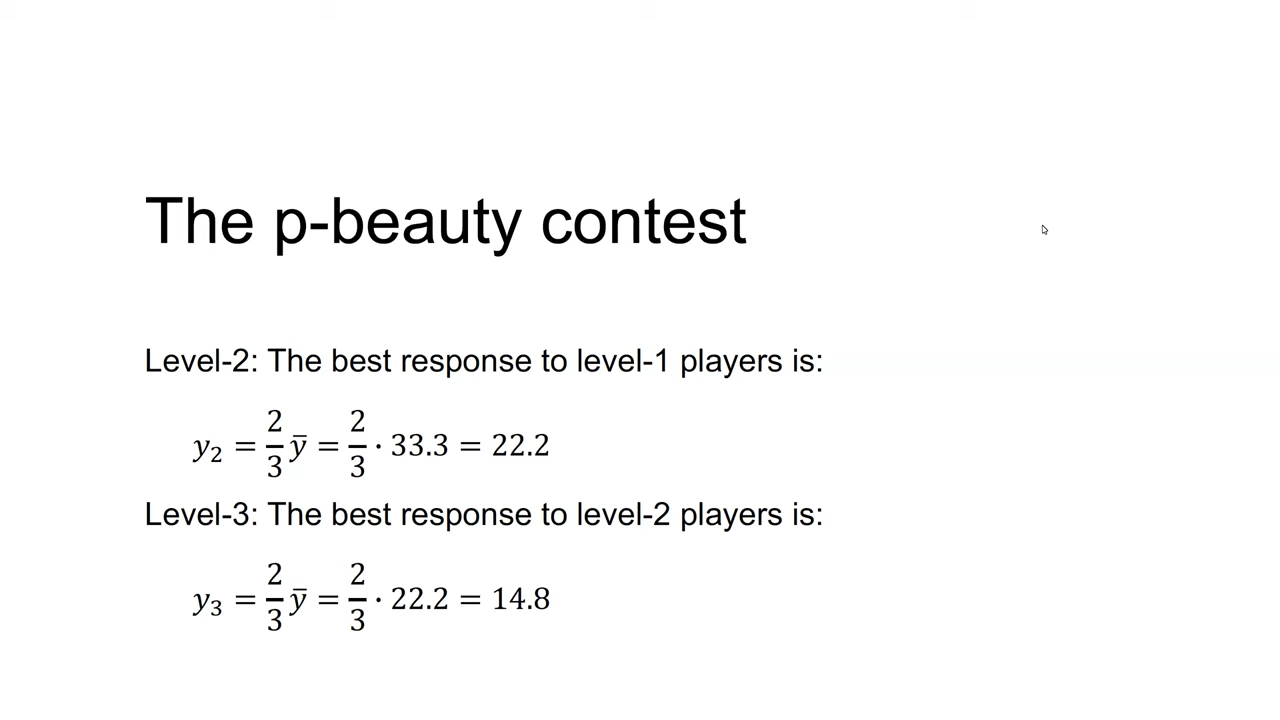 The p-beauty contest
Level-2: The best response to level-1 players is:
y₂ = 2/3 ȳ = 2/3 · 33.3 = 22.2
Level-3: The best response to level-2 players is:
y₃ = 2/3 ȳ = 2/3 · 22.2 = 14.8